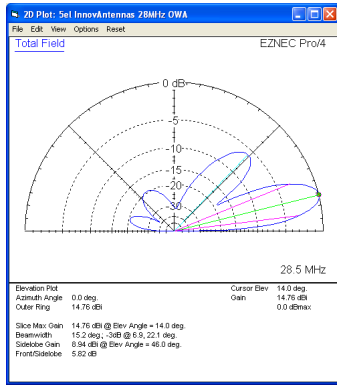 2D Plot: 5el InnovAntennas 28MHz OWA
File Edit View Options Reset
Total Field EZNEC Pro/4
0 dB
-5
-10
-15
-20
-30
28.5 MHz
Elevation Plot Cursor Elev 14.0 deg.
Azimuth Angle 0.0 deg. Gain 14.76 dBi
Outer Ring 14.76 dBi 0.0 dBmax
Slice Max Gain 14.76 dBi @ Elev Angle = 14.0 deg.
Beamwidth 15.2 deg.; -3dB @ 6.9, 22.1 deg.
Sidelobe Gain 8.94 dBi @ Elev Angle = 46.0 deg.
Front/Sidelobe 5.82 dB